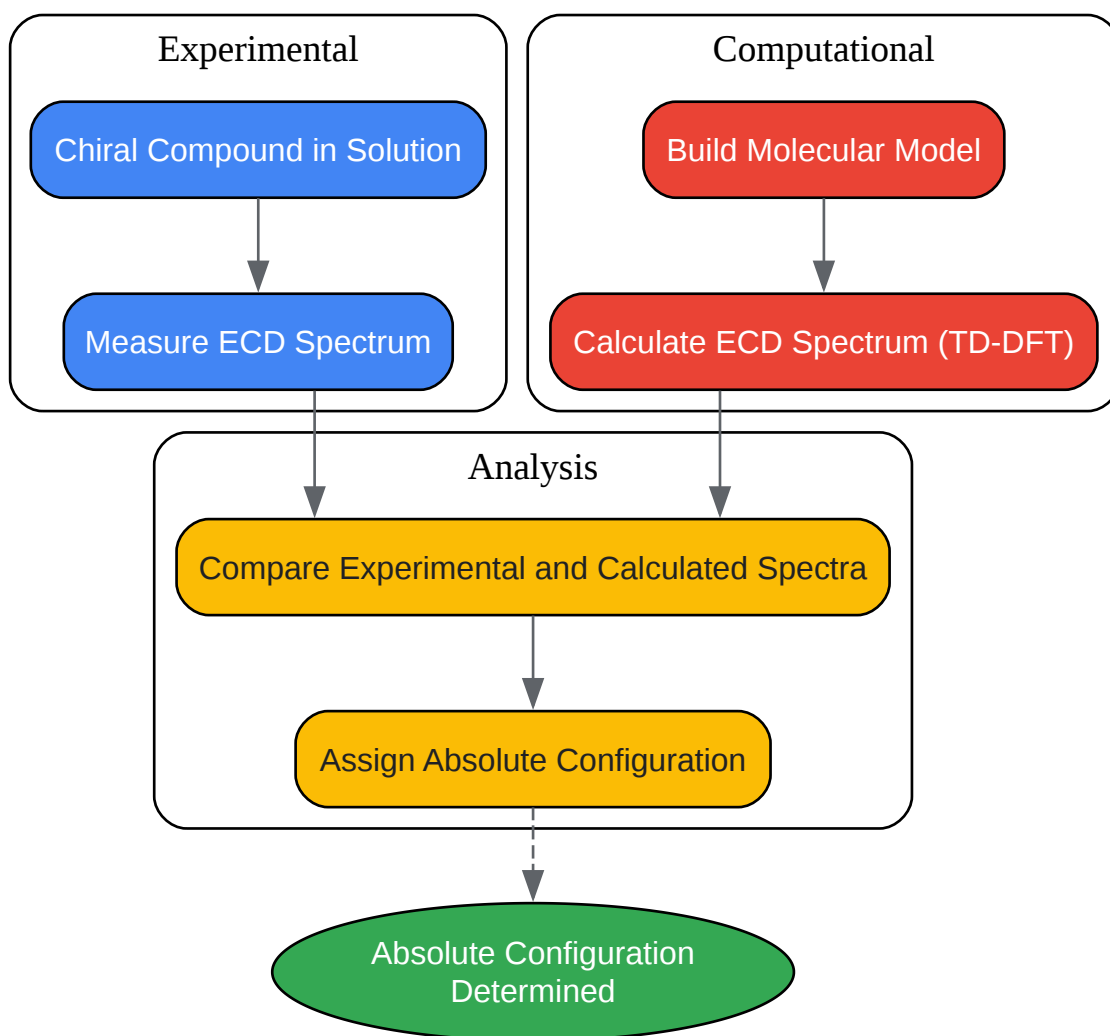 Experimental
Chiral Compound in Solution
Measure ECD Spectrum
Computational
Build Molecular Model
Calculate ECD Spectrum (TD-DFT)
Analysis
Compare Experimental and Calculated Spectra
Assign Absolute Configuration
Absolute Configuration
Determined